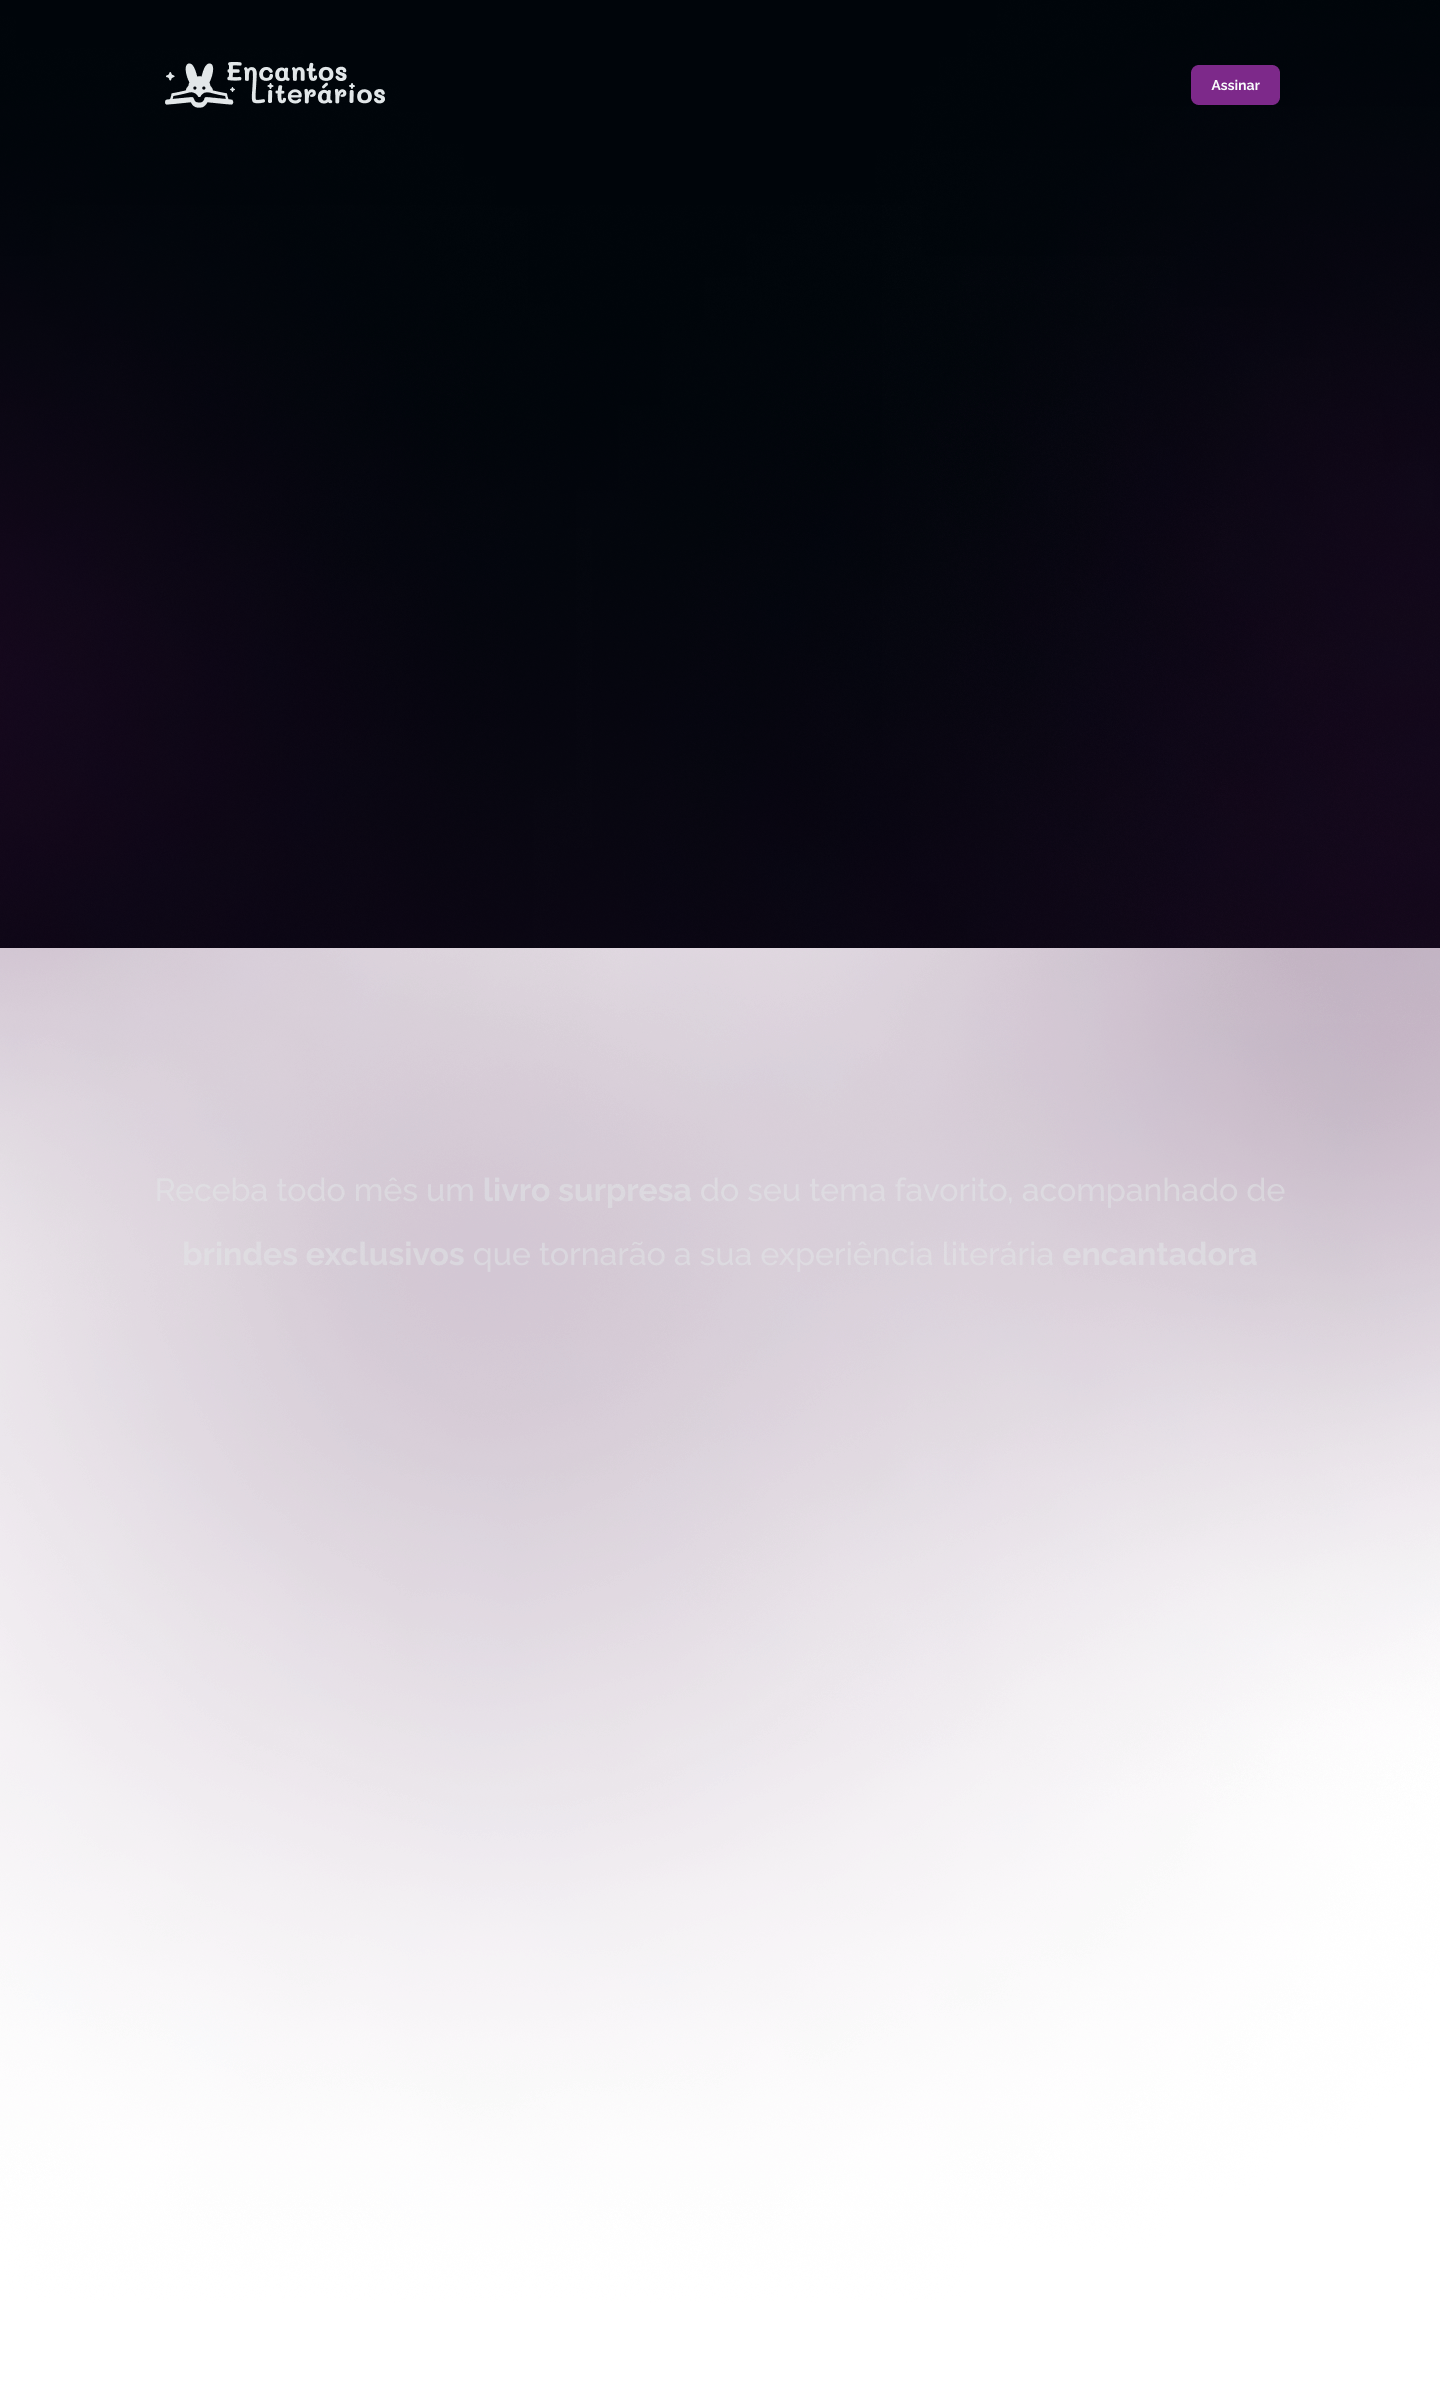 Encantos
Literários
Assinar
Receba todo mês um livro surpresa do seu tema favorito, acompanhado de
brindes exclusivos que tornarão a sua experiência literária encantadora